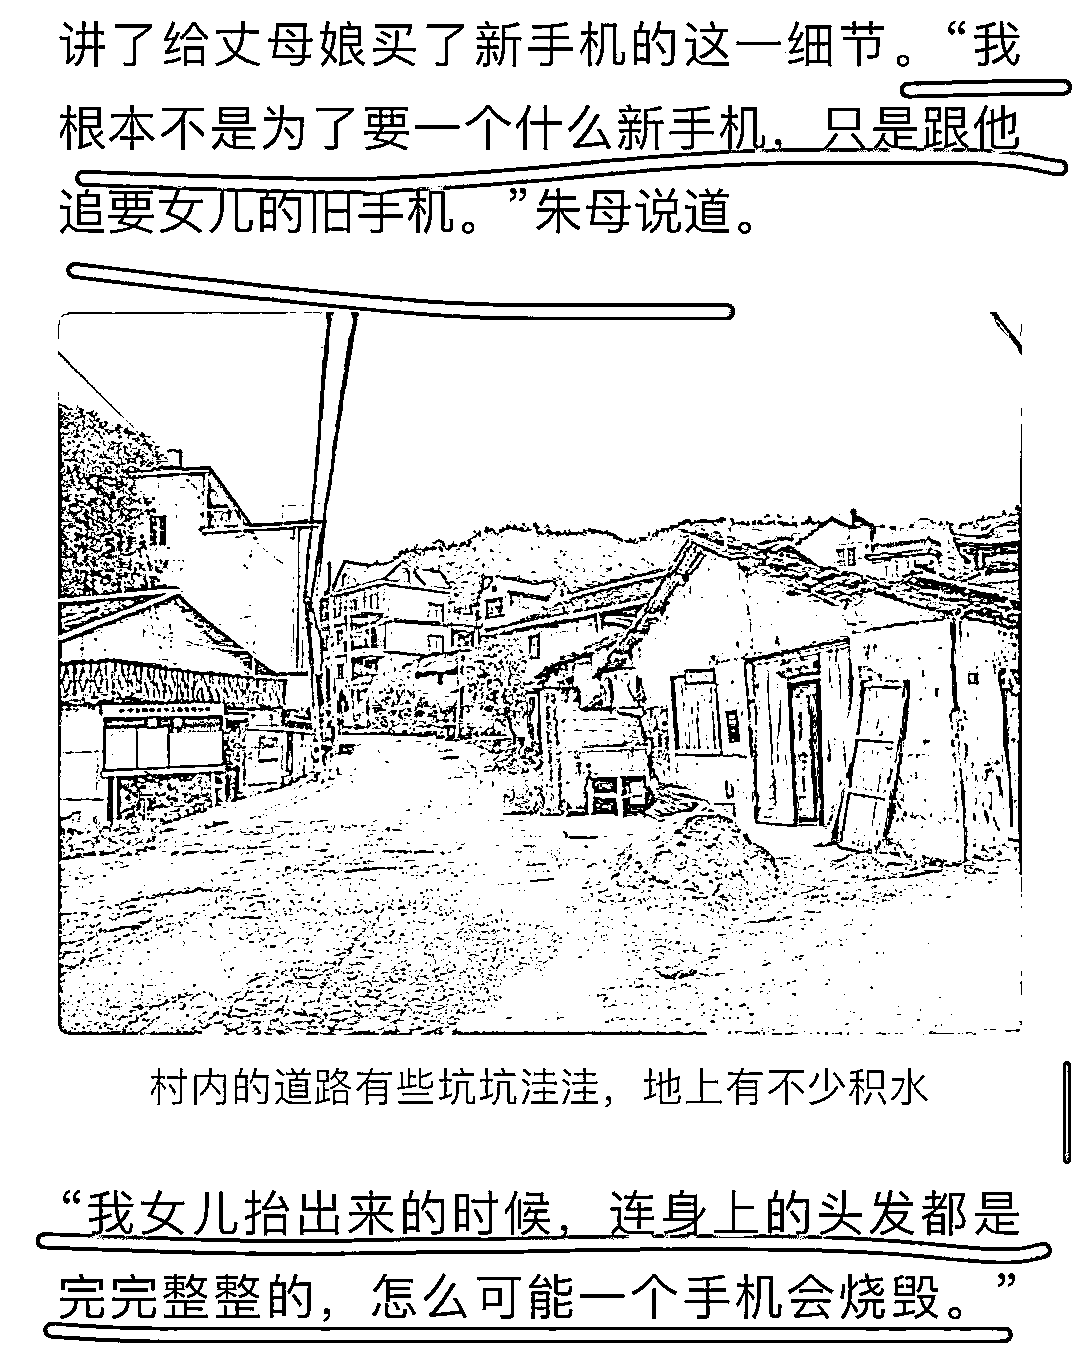 讲了给丈母娘买了新手机的这一细节。“我
根本不是为了要一个什么新手机，只是跟他
追要女儿的旧手机。”朱母说道。
村内的道路有些坑坑洼洼，地上有不少积水
“我女儿抬出来的时候，连身上的头发都是
完完整整的，怎么可能一个手机会烧毁。”